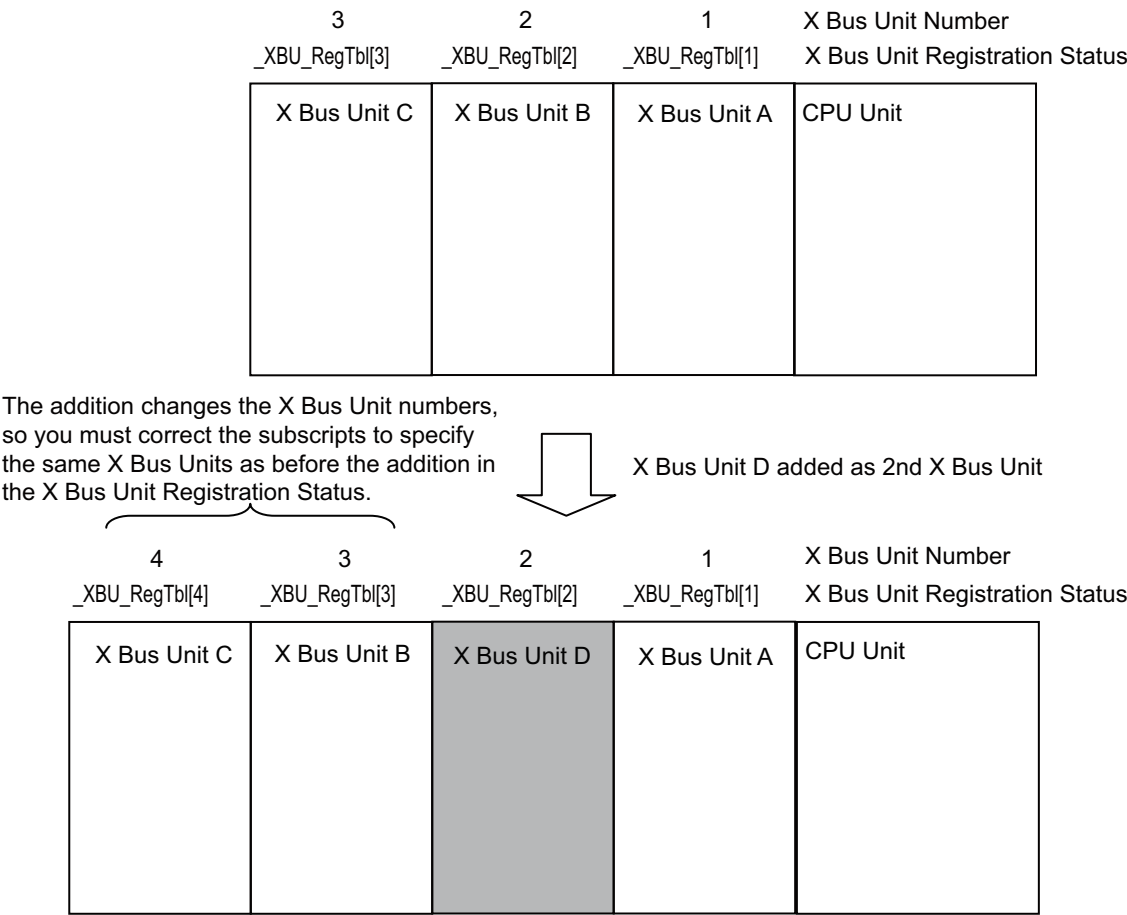 3 2 1 X Bus Unit Number
_XBU_RegTbl[3] _XBU_RegTbl[2] _XBU_RegTbl[1] X Bus Unit Registration Status
X Bus Unit C X Bus Unit B X Bus Unit A CPU Unit
The addition changes the X Bus Unit numbers,
so you must correct the subscripts to specify
the same X Bus Units as before the addition in
the X Bus Unit Registration Status.
X Bus Unit D added as 2nd X Bus Unit
4 3 2 1 X Bus Unit Number
_XBU_RegTbl[4] _XBU_RegTbl[3] _XBU_RegTbl[2] _XBU_RegTbl[1] X Bus Unit Registration Status
X Bus Unit C X Bus Unit B X Bus Unit D X Bus Unit A CPU Unit